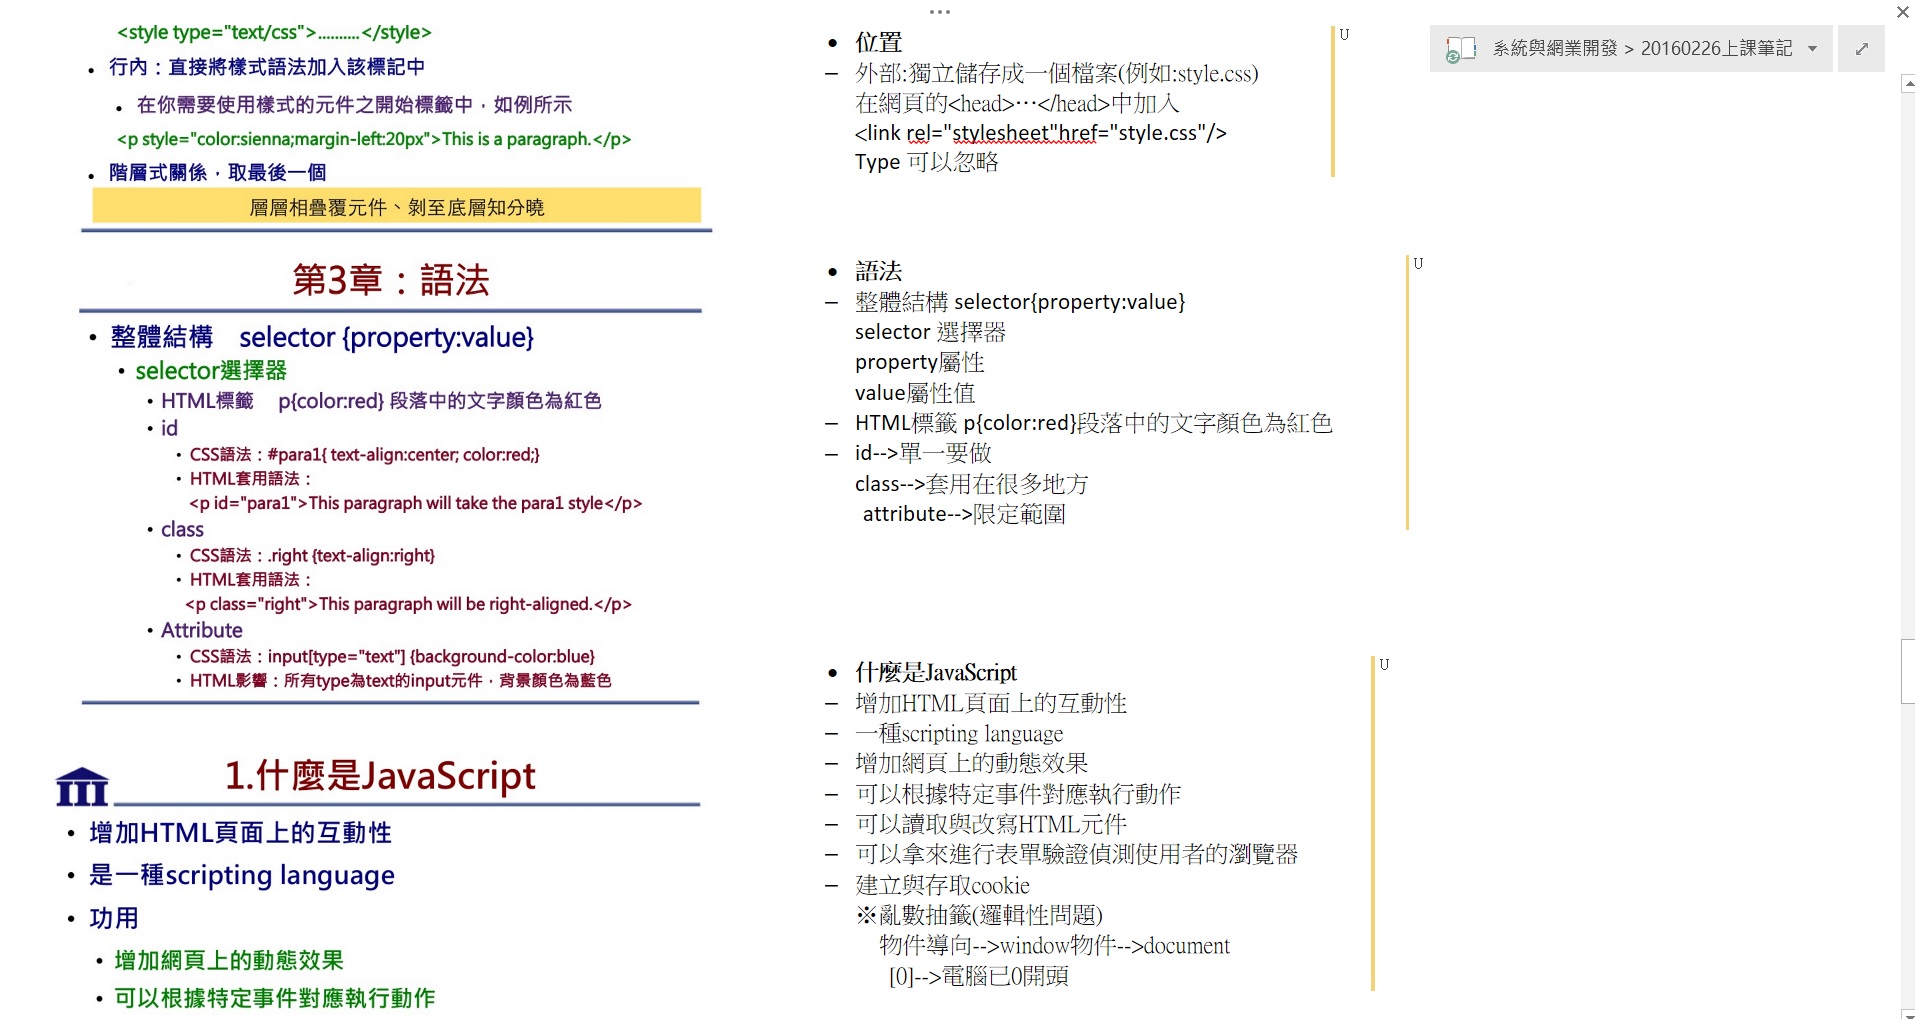 <style type="text/css">..........</style>
• 行內：直接將樣式語法加入該標記中
• 在你需要使用樣式的元件之開始標籤中，如例所示
<p style="color:sienna;margin-left:20px">This is a paragraph.</p>
• 階層式關係，取最後一個
層層相疊覆元件、剝至底層知分曉
第3章：語法
• 整體結構 selector {property:value}
• selector選擇器
• HTML標籤 p{color:red} 段落中的文字顏色為紅色
• id
• CSS語法：#para1{ text-align:center; color:red;}
• HTML套用語法：
<p id="para1">This paragraph will take the para1 style</p>
• class
• CSS語法：.right {text-align:right}
• HTML套用語法：
<p class="right">This paragraph will be right-aligned.</p>
• Attribute
• CSS語法：input[type="text"] {background-color:blue}
• HTML影響：所有type為text的input元件，背景顏色為藍色
1.什麼是JavaScript
• 增加HTML頁面上的互動性
• 是一種scripting language
• 功用
• 增加網頁上的動態效果
• 可以根據特定事件對應執行動作
• 位置
– 外部:獨立儲存成一個檔案(例如:style.css)
在網頁的<head>…</head>中加入
<link rel="stylesheet"href="style.css"/>
Type 可以忽略
U
• 語法
– 整體結構 selector{property:value}
selector 選擇器
property屬性
value屬性值
– HTML標籤 p{color:red}段落中的文字顏色為紅色
– id-->單一要做
class-->套用在很多地方
attribute-->限定範圍
U
• 什麼是JavaScript
– 增加HTML頁面上的互動性
– 一種scripting language
– 增加網頁上的動態效果
– 可以根據特定事件對應執行動作
– 可以讀取與改寫HTML元件
– 可以拿來進行表單驗證偵測使用者的瀏覽器
– 建立與存取cookie
※亂數抽籤(邏輯性問題)
物件導向-->window物件-->document
[0]-->電腦已0開頭
U
系統與網業開發 > 20160226上課筆記